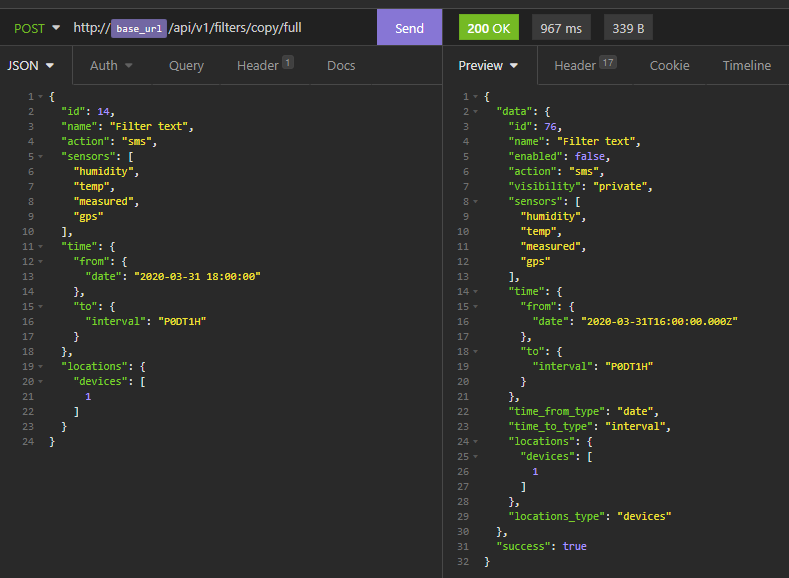 POST http://base_url/api/v1/filters/copy/full Send 200 OK 967 ms 339 B
JSON Auth Query Header 1 Docs
1 {
2 "id": 14,
3 "name": "Filter text",
4 "action": "sms",
5 "sensors": [
6 "humidity",
7 "temp",
8 "measured",
9 "gps"
10 ],
11 "time": {
12 "from": {
13 "date": "2020-03-31 18:00:00"
14 },
15 "to": {
16 "interval": "P0DT1H"
17 }
18 },
19 "locations": {
20 "devices": [
21 1
22 ]
23 }
24 }
Preview Header 17 Cookie Timeline
1 {
2 "data": {
3 "id": 76,
4 "name": "Filter text",
5 "enabled": false,
6 "action": "sms",
7 "visibility": "private",
8 "sensors": [
9 "humidity",
10 "temp",
11 "measured",
12 "gps"
13 ],
14 "time": {
15 "from": {
16 "date": "2020-03-31T16:00:00.000Z"
17 },
18 "to": {
19 "interval": "P0DT1H"
20 }
21 },
22 "time_from_type": "date",
23 "time_to_type": "interval",
24 "locations": {
25 "devices": [
26 1
27 ]
28 },
29 "locations_type": "devices"
30 },
31 "success": true
32 }